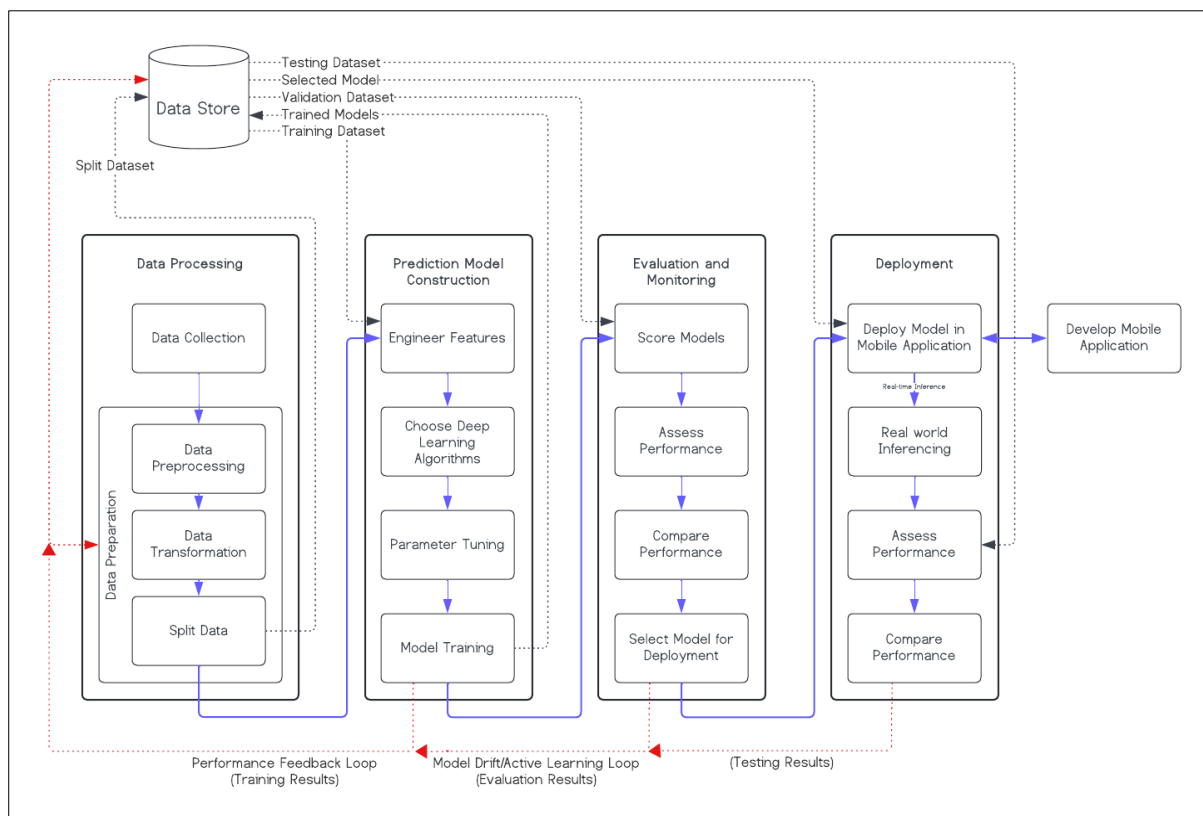 Testing Dataset
Selected Model
Data Store
Validation Dataset
Trained Models
Training Dataset
Split Dataset
Data Processing
Data Collection
Data Preparation
Data
Preprocessing
Data
Transformation
Split Data
Prediction Model
Construction
Engineer Features
Choose Deep
Learning
Algorithms
Parameter Tuning
Model Training
Evaluation and
Monitoring
Score Models
Assess
Performance
Compare
Performance
Select Model for
Deployment
Deployment
Deploy Model in
Mobile Application
Real-time Inference
Real world
Inferencing
Assess
Performance
Compare
Performance
Develop Mobile
Application
Performance Feedback Loop
(Training Results)
Model Drift/Active Learning Loop
(Evaluation Results)
(Testing Results)